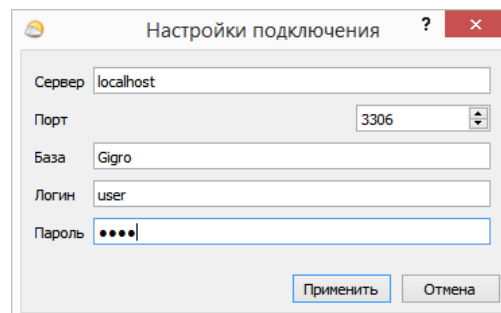 Настройки подключения ? ×
Сервер localhost
Порт 3306
База Gigro
Логин user
Пароль ••••
Применить Отмена